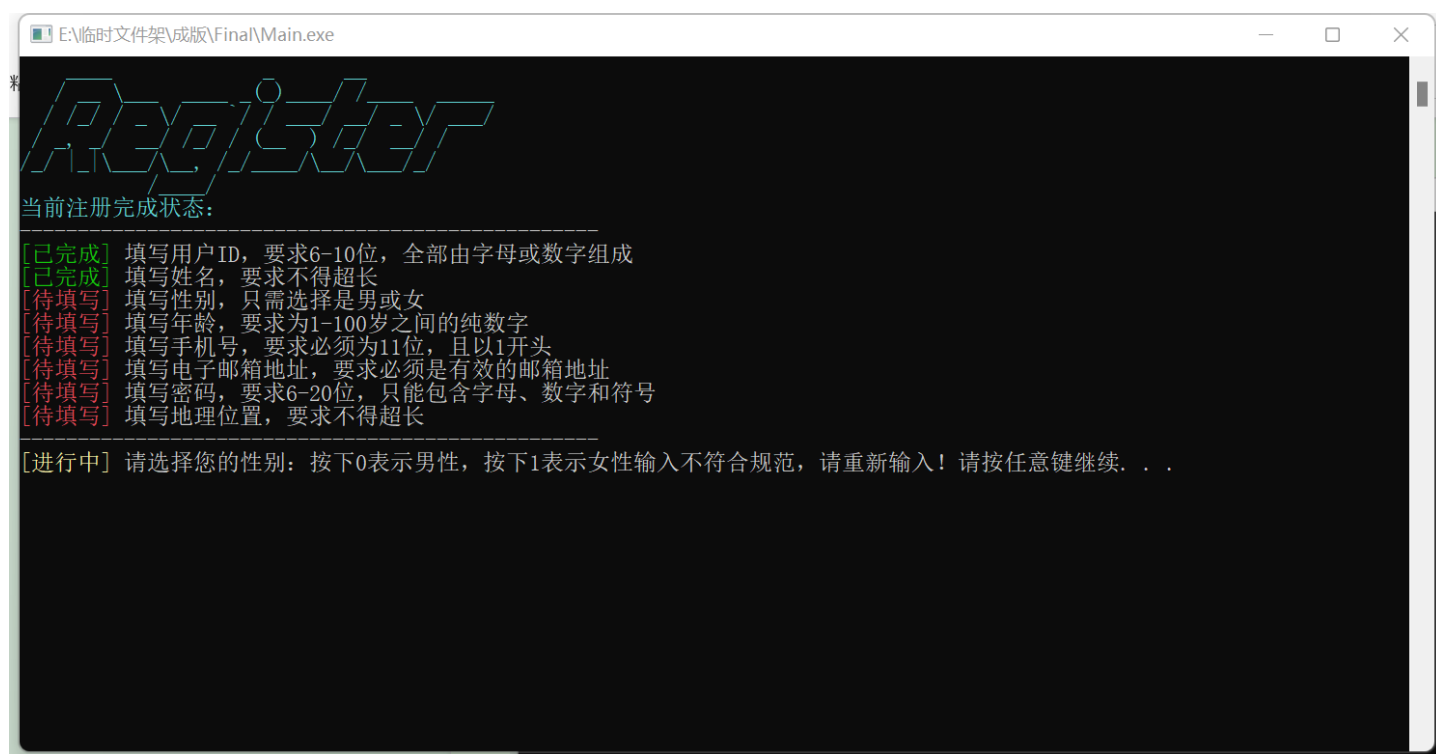 E:\临时文件架\成版\Final\Main.exe
Register
当前注册完成状态：
--------------------------------------------------
[已完成] 填写用户ID，要求6-10位，全部由字母或数字组成
[已完成] 填写姓名，要求不得超长
[待填写] 填写性别，只需选择是男或女
[待填写] 填写年龄，要求为1-100岁之间的纯数字
[待填写] 填写手机号，要求必须为11位，且以1开头
[待填写] 填写电子邮箱地址，要求必须是有效的邮箱地址
[待填写] 填写密码，要求6-20位，只能包含字母、数字和符号
[待填写] 填写地理位置，要求不得超长
--------------------------------------------------
[进行中] 请选择您的性别：按下0表示男性，按下1表示女性输入不符合规范，请重新输入！请按任意键继续. . .